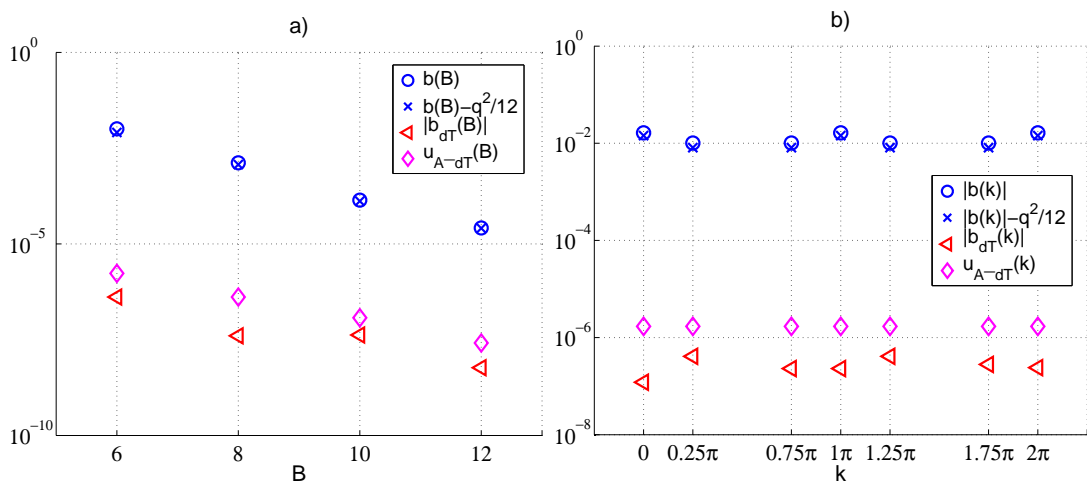 a)
10^0
10^-5
10^-10
6
8
10
12
B
b(B)
b(B)−q^2/12
|b_dT(B)|
u_A−dT(B)
b)
10^0
10^-2
10^-4
10^-6
10^-8
0
0.25π
0.75π
1π
1.25π
1.75π
2π
k
|b(k)|
|b(k)|−q^2/12
|b_dT(k)|
u_A−dT(k)